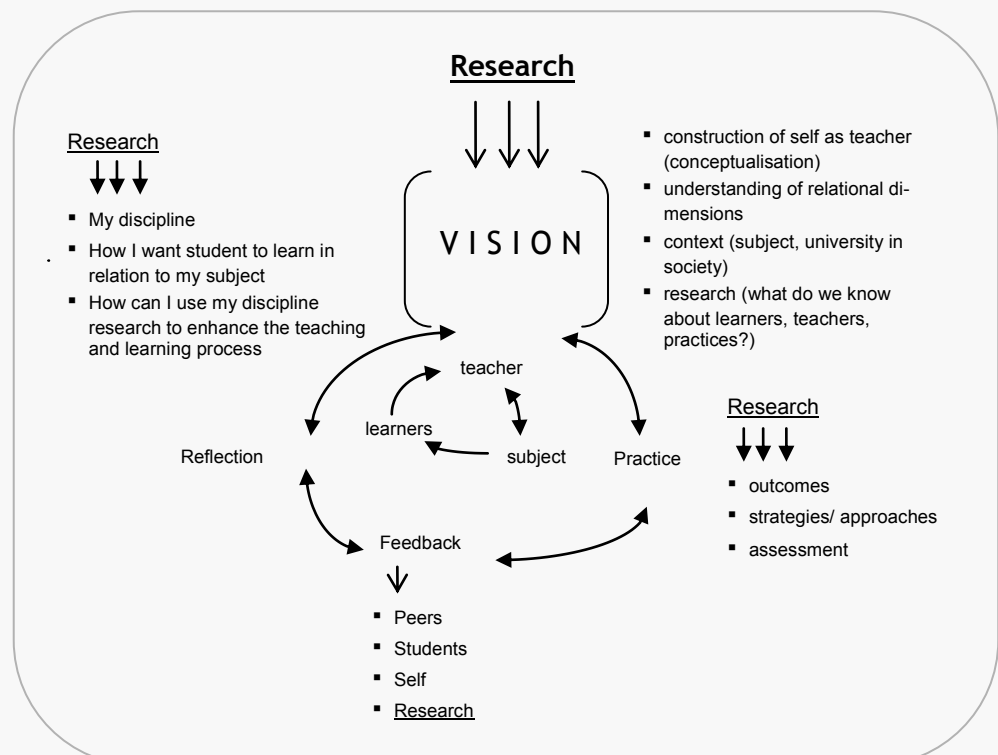 Research
Research
▪ My discipline
▪ How I want student to learn in
relation to my subject
▪ How can I use my discipline
research to enhance the teaching
and learning process
VISION
▪ construction of self as teacher
(conceptualisation)
▪ understanding of relational di-
mensions
▪ context (subject, university in
society)
▪ research (what do we know
about learners, teachers,
practices?)
teacher
learners
subject
Reflection
Practice
Research
▪ outcomes
▪ strategies/ approaches
▪ assessment
Feedback
▪ Peers
▪ Students
▪ Self
▪ Research